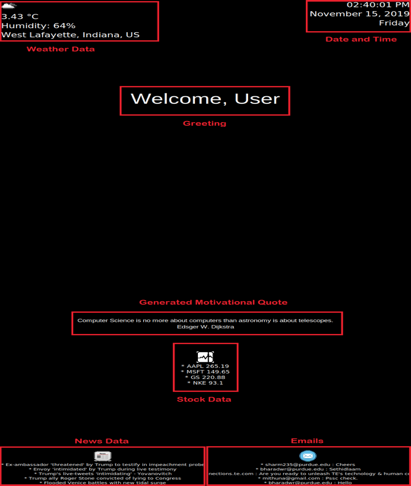 3.43 °C
Humidity: 64%
West Lafayette, Indiana, US
Weather Data
02:40:01 PM
November 15, 2019
Friday
Date and Time
Welcome, User
Greeting
Generated Motivational Quote
Computer Science is no more about computers than astronomy is about telescopes.
Edsger W. Dijkstra
* AAPL 265.19
* MSFT 149.65
* GS 220.88
* NKE 93.1
Stock Data
News Data
* Ex-ambassador 'threatened' by Trump to testify in impeachment probe
* Envoy 'intimidated' by Trump during live testimony
* Trump's live-tweets 'intimidating' - Yovanovitch
* Trump ally Roger Stone convicted of lying to Congress
* Flooded Venice battles with new tidal surge
Emails
* sharm235@purdue.edu : Cheers
* bharadwr@purdue.edu :
nections.te.com : Are you ready to unleash TE's technology & human co
* mithuna@gmail.com : Pssc check.
* bharadwr@purdue.edu : Hello